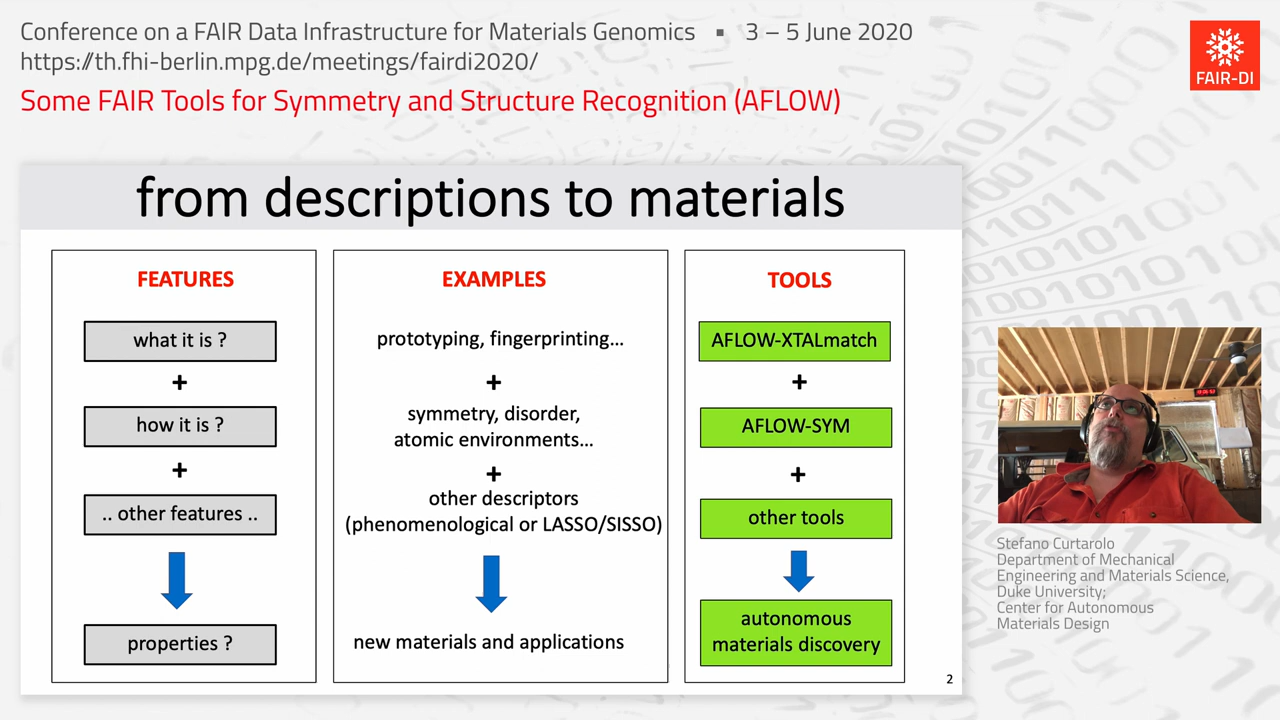 Conference on a FAIR Data Infrastructure for Materials Genomics ▪ 3 – 5 June 2020
https://th.fhi-berlin.mpg.de/meetings/fairdi2020/
Some FAIR Tools for Symmetry and Structure Recognition (AFLOW)
FAIR-DI
from descriptions to materials
FEATURES
what it is ?
+
how it is ?
+
.. other features ..
properties ?
EXAMPLES
prototyping, fingerprinting...
+
symmetry, disorder,
atomic environments...
+
other descriptors
(phenomenological or LASSO/SISSO)
new materials and applications
TOOLS
AFLOW-XTALmatch
+
AFLOW-SYM
+
other tools
autonomous
materials discovery
2
Stefano Curtarolo
Department of Mechanical
Engineering and Materials Science,
Duke University;
Center for Autonomous
Materials Design